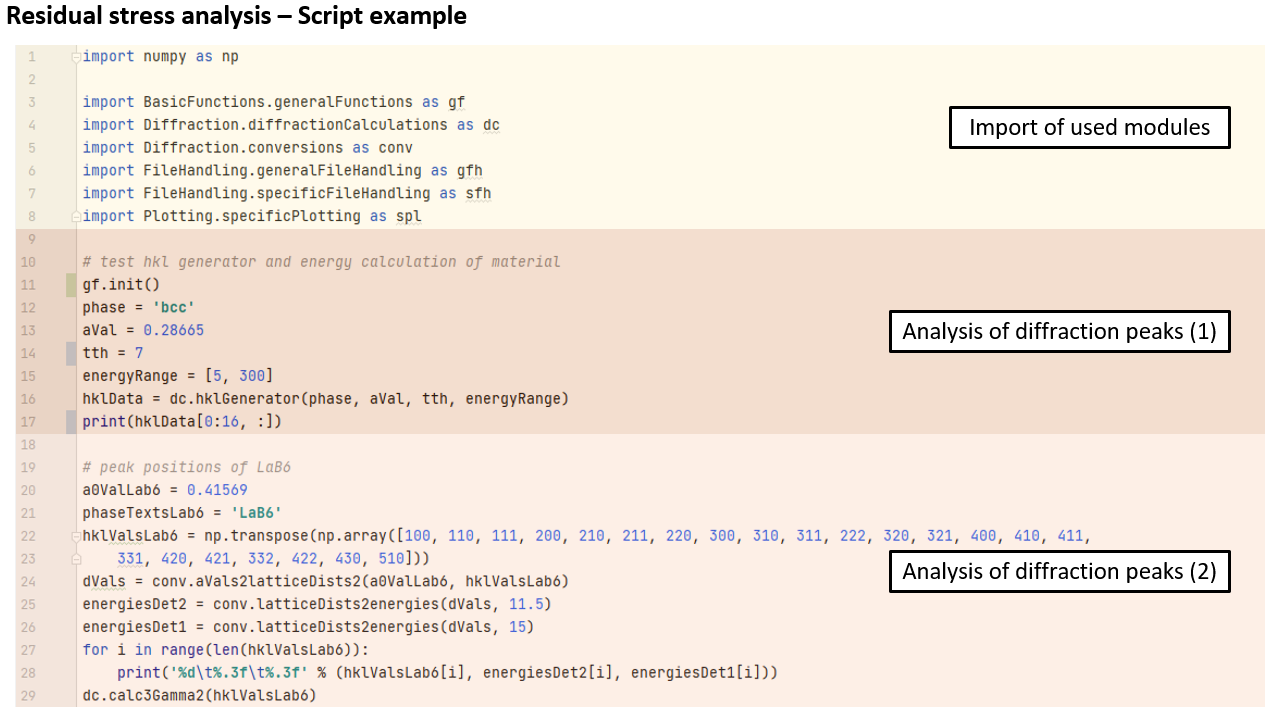 Residual stress analysis – Script example
1 import numpy as np
2
3 import BasicFunctions.generalFunctions as gf
4 import Diffraction.diffractionCalculations as dc
5 import Diffraction.conversions as conv
6 import FileHandling.generalFileHandling as gfh
7 import FileHandling.specificFileHandling as sfh
8 import Plotting.specificPlotting as spl
Import of used modules
9
10 # test hkl generator and energy calculation of material
11 gf.init()
12 phase = 'bcc'
13 aVal = 0.28665
14 tth = 7
15 energyRange = [5, 300]
16 hklData = dc.hklGenerator(phase, aVal, tth, energyRange)
17 print(hklData[0:16, :])
Analysis of diffraction peaks (1)
18
19 # peak positions of LaB6
20 a0ValLab6 = 0.41569
21 phaseTextsLab6 = 'LaB6'
22 hklValsLab6 = np.transpose(np.array([100, 110, 111, 200, 210, 211, 220, 300, 310, 311, 222, 320, 321, 400, 410, 411,
23 331, 420, 421, 332, 422, 430, 510]))
24 dVals = conv.aVals2latticeDists2(a0ValLab6, hklValsLab6)
25 energiesDet2 = conv.latticeDists2energies(dVals, 11.5)
26 energiesDet1 = conv.latticeDists2energies(dVals, 15)
27 for i in range(len(hklValsLab6)):
28 print('%d\t%.3f\t%.3f' % (hklValsLab6[i], energiesDet2[i], energiesDet1[i]))
29 dc.calc3Gamma2(hklValsLab6)
Analysis of diffraction peaks (2)